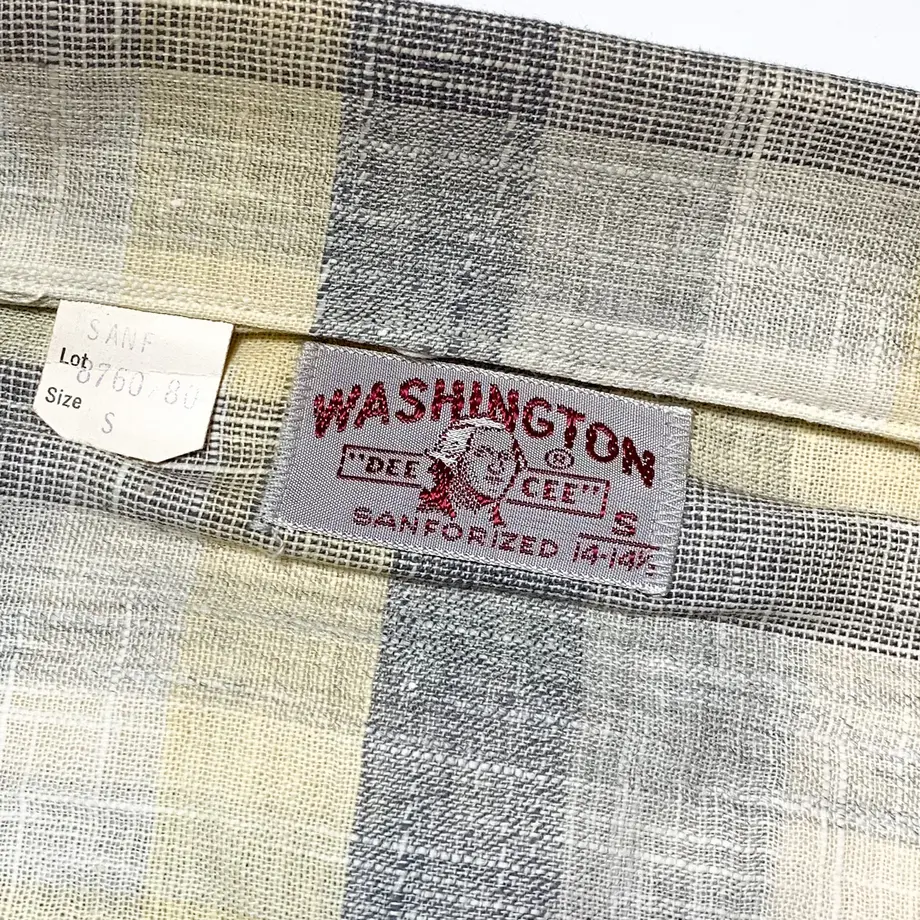 SANF
Lot 8760/80
Size
S
WASHINGTON
"DEE CEE" ®
SANFORIZED
S
14-14½